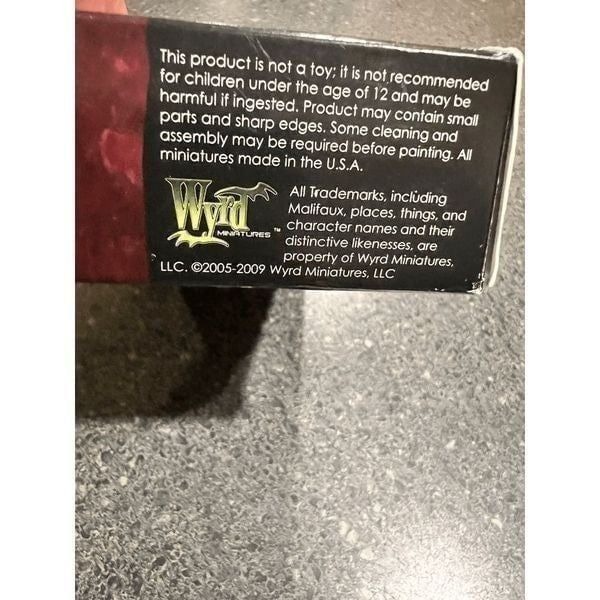 This product is not a toy; it is not recommended
for children under the age of 12 and may be
harmful if ingested. Product may contain small
parts and sharp edges. Some cleaning and
assembly may be required before painting. All
miniatures made in the U.S.A.
Wyrd
MINIATURES ™
All Trademarks, including
Malifaux, places, things, and
character names and their
distinctive likenesses, are
property of Wyrd Miniatures,
LLC. ©2005-2009 Wyrd Miniatures, LLC